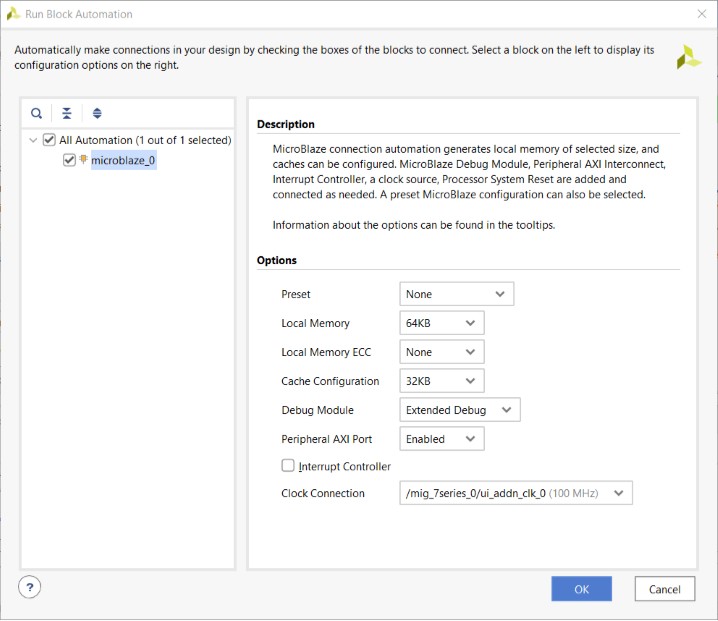 Run Block Automation
Automatically make connections in your design by checking the boxes of the blocks to connect. Select a block on the left to display its
configuration options on the right.
All Automation (1 out of 1 selected)
microblaze_0
Description
MicroBlaze connection automation generates local memory of selected size, and
caches can be configured. MicroBlaze Debug Module, Peripheral AXI Interconnect,
Interrupt Controller, a clock source, Processor System Reset are added and
connected as needed. A preset MicroBlaze configuration can also be selected.
Information about the options can be found in the tooltips.
Options
Preset None
Local Memory 64KB
Local Memory ECC None
Cache Configuration 32KB
Debug Module Extended Debug
Peripheral AXI Port Enabled
Interrupt Controller
Clock Connection /mig_7series_0/ui_addn_clk_0 (100 MHz)
?
OK Cancel